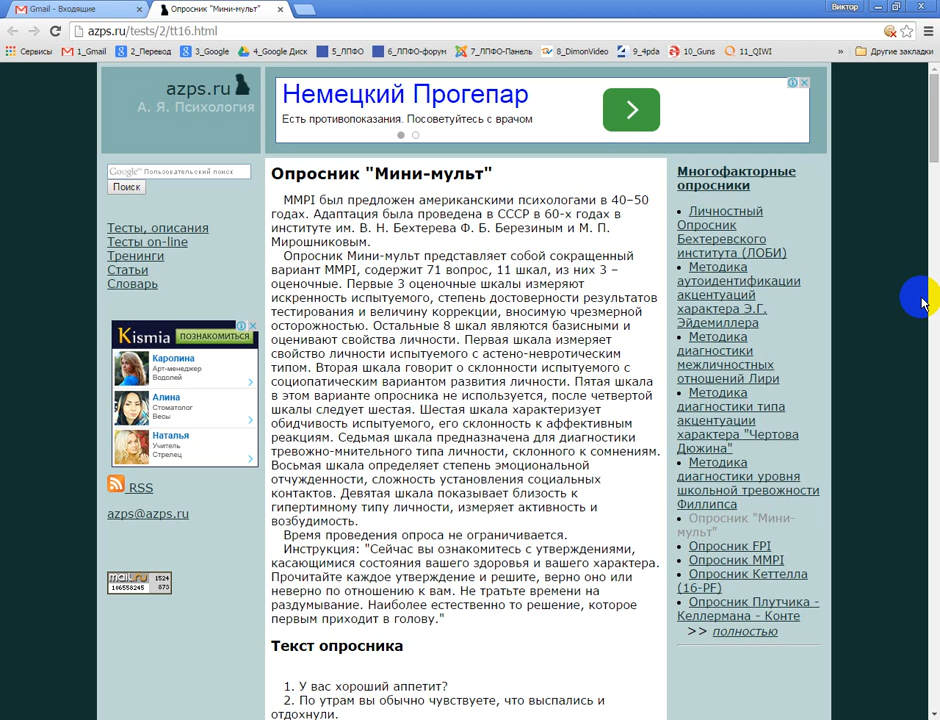 Gmail - Входящие
Опросник "Мини-мульт"
Виктор
azps.ru/tests/2/tt16.html
Сервисы
1_Gmail
2_Перевод
3_Google
4_Google Диск
5_ЛПФО
6_ЛПФО-форум
7_ЛПФО-Панель
8_DimonVideo
9_4pda
10_Guns
11_QIWI
»
Другие закладки
azps.ru
А. Я. Психология
Немецкий Прогепар
Есть противопоказания. Посоветуйтесь с врачом
Google™ Пользовательский поиск
Поиск
Тесты, описания
Тесты on-line
Тренинги
Статьи
Словарь
Kismia
ПОЗНАКОМИТЬСЯ
Каролина
Арт-менеджер
Водолей
Алина
Стоматолог
Весы
Наталья
Учитель
Стрелец
RSS
azps@azps.ru
mail.ru
1524
106558245
873
Опросник "Мини-мульт"
MMPI был предложен американскими психологами в 40–50
годах. Адаптация была проведена в СССР в 60-х годах в
институте им. В. Н. Бехтерева Ф. Б. Березиным и М. П.
Мирошниковым.
Опросник Мини-мульт представляет собой сокращенный
вариант MMPI, содержит 71 вопрос, 11 шкал, из них 3 –
оценочные. Первые 3 оценочные шкалы измеряют
искренность испытуемого, степень достоверности результатов
тестирования и величину коррекции, вносимую чрезмерной
осторожностью. Остальные 8 шкал являются базисными и
оценивают свойства личности. Первая шкала измеряет
свойство личности испытуемого с астено-невротическим
типом. Вторая шкала говорит о склонности испытуемого с
социопатическим вариантом развития личности. Пятая шкала
в этом варианте опросника не используется, после четвертой
шкалы следует шестая. Шестая шкала характеризует
обидчивость испытуемого, его склонность к аффективным
реакциям. Седьмая шкала предназначена для диагностики
тревожно-мнительного типа личности, склонного к сомнениям.
Восьмая шкала определяет степень эмоциональной
отчужденности, сложность установления социальных
контактов. Девятая шкала показывает близость к
гипертимному типу личности, измеряет активность и
возбудимость.
Время проведения опроса не ограничивается.
Инструкция: "Сейчас вы ознакомитесь с утверждениями,
касающимися состояния вашего здоровья и вашего характера.
Прочитайте каждое утверждение и решите, верно оно или
неверно по отношению к вам. Не тратьте времени на
раздумывание. Наиболее естественно то решение, которое
первым приходит в голову."
Текст опросника
1. У вас хороший аппетит?
2. По утрам вы обычно чувствуете, что выспались и
отдохнули.
Многофакторные
опросники
Личностный
Опросник
Бехтеревского
института (ЛОБИ)
Методика
аутоидентификации
акцентуаций
характера Э.Г.
Эйдемиллера
Методика
диагностики
межличностных
отношений Лири
Методика
диагностики типа
акцентуации
характера "Чертова
Дюжина"
Методика
диагностики уровня
школьной тревожности
Филлипса
Опросник "Мини-
мульт"
Опросник FPI
Опросник MMPI
Опросник Кеттелла
(16-PF)
Опросник Плутчика -
Келлермана - Конте
>> полностью